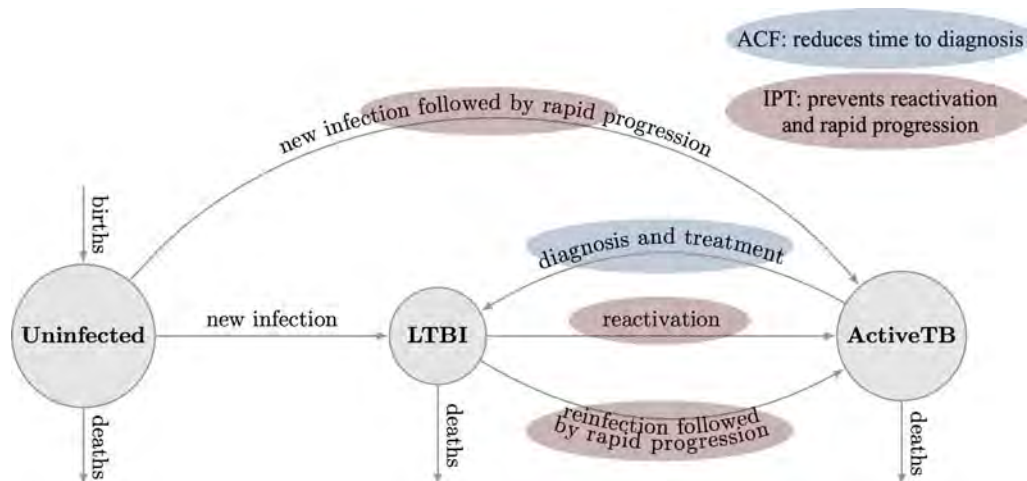 ACF: reduces time to diagnosis
IPT: prevents reactivation
and rapid progression
new infection followed by rapid progression
births
diagnosis and treatment
Uninfected
new infection
LTBI
reactivation
ActiveTB
reinfection followed
by rapid progression
deaths
deaths
deaths